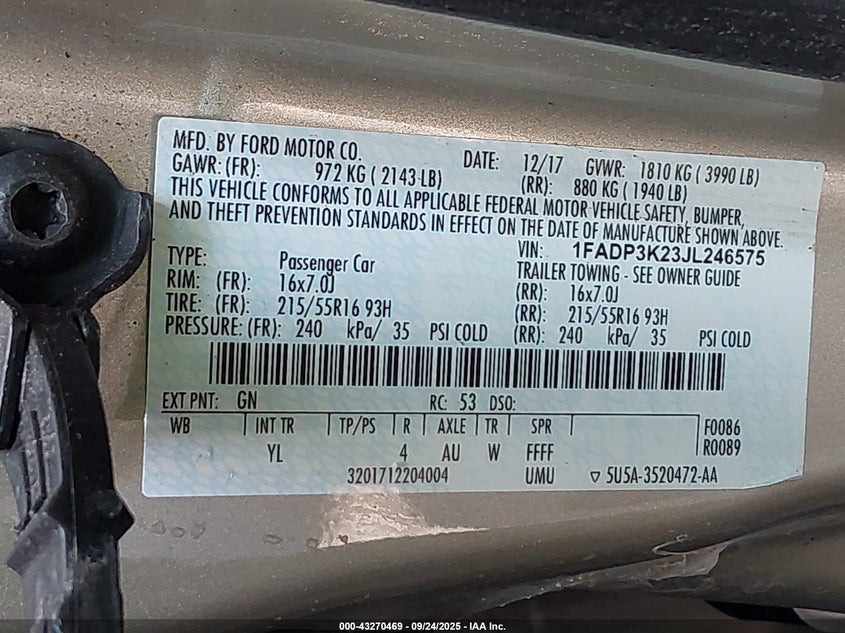 MFD. BY FORD MOTOR CO. DATE: 12/17 GVWR: 1810 KG ( 3990 LB)
GAWR: (FR): 972 KG ( 2143 LB) (RR): 880 KG ( 1940 LB)
THIS VEHICLE CONFORMS TO ALL APPLICABLE FEDERAL MOTOR VEHICLE SAFETY, BUMPER,
AND THEFT PREVENTION STANDARDS IN EFFECT ON THE DATE OF MANUFACTURE SHOWN ABOVE.
VIN: 1FADP3K23JL246575
TYPE: Passenger Car TRAILER TOWING - SEE OWNER GUIDE
RIM: (FR): 16x7.0J (RR): 16x7.0J
TIRE: (FR): 215/55R16 93H (RR): 215/55R16 93H
PRESSURE: (FR): 240 kPa/ 35 PSI COLD (RR): 240 kPa/ 35 PSI COLD
EXT PNT: GN RC: 53 DSO:
WB INT TR TP/PS R AXLE TR SPR F0086
YL 4 AU W FFFF R0089
3201712204004 UMU ▽ 5U5A-3520472-AA
000-43270469 - 09/24/2025 - IAA Inc.